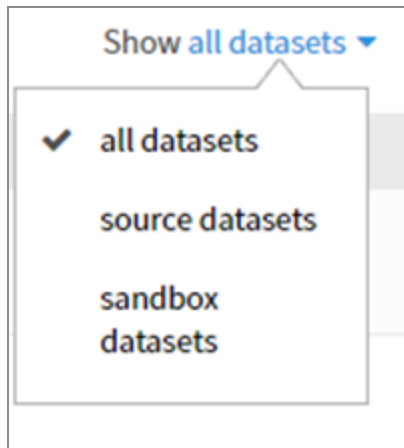 Show all datasets
all datasets
source datasets
sandbox
datasets